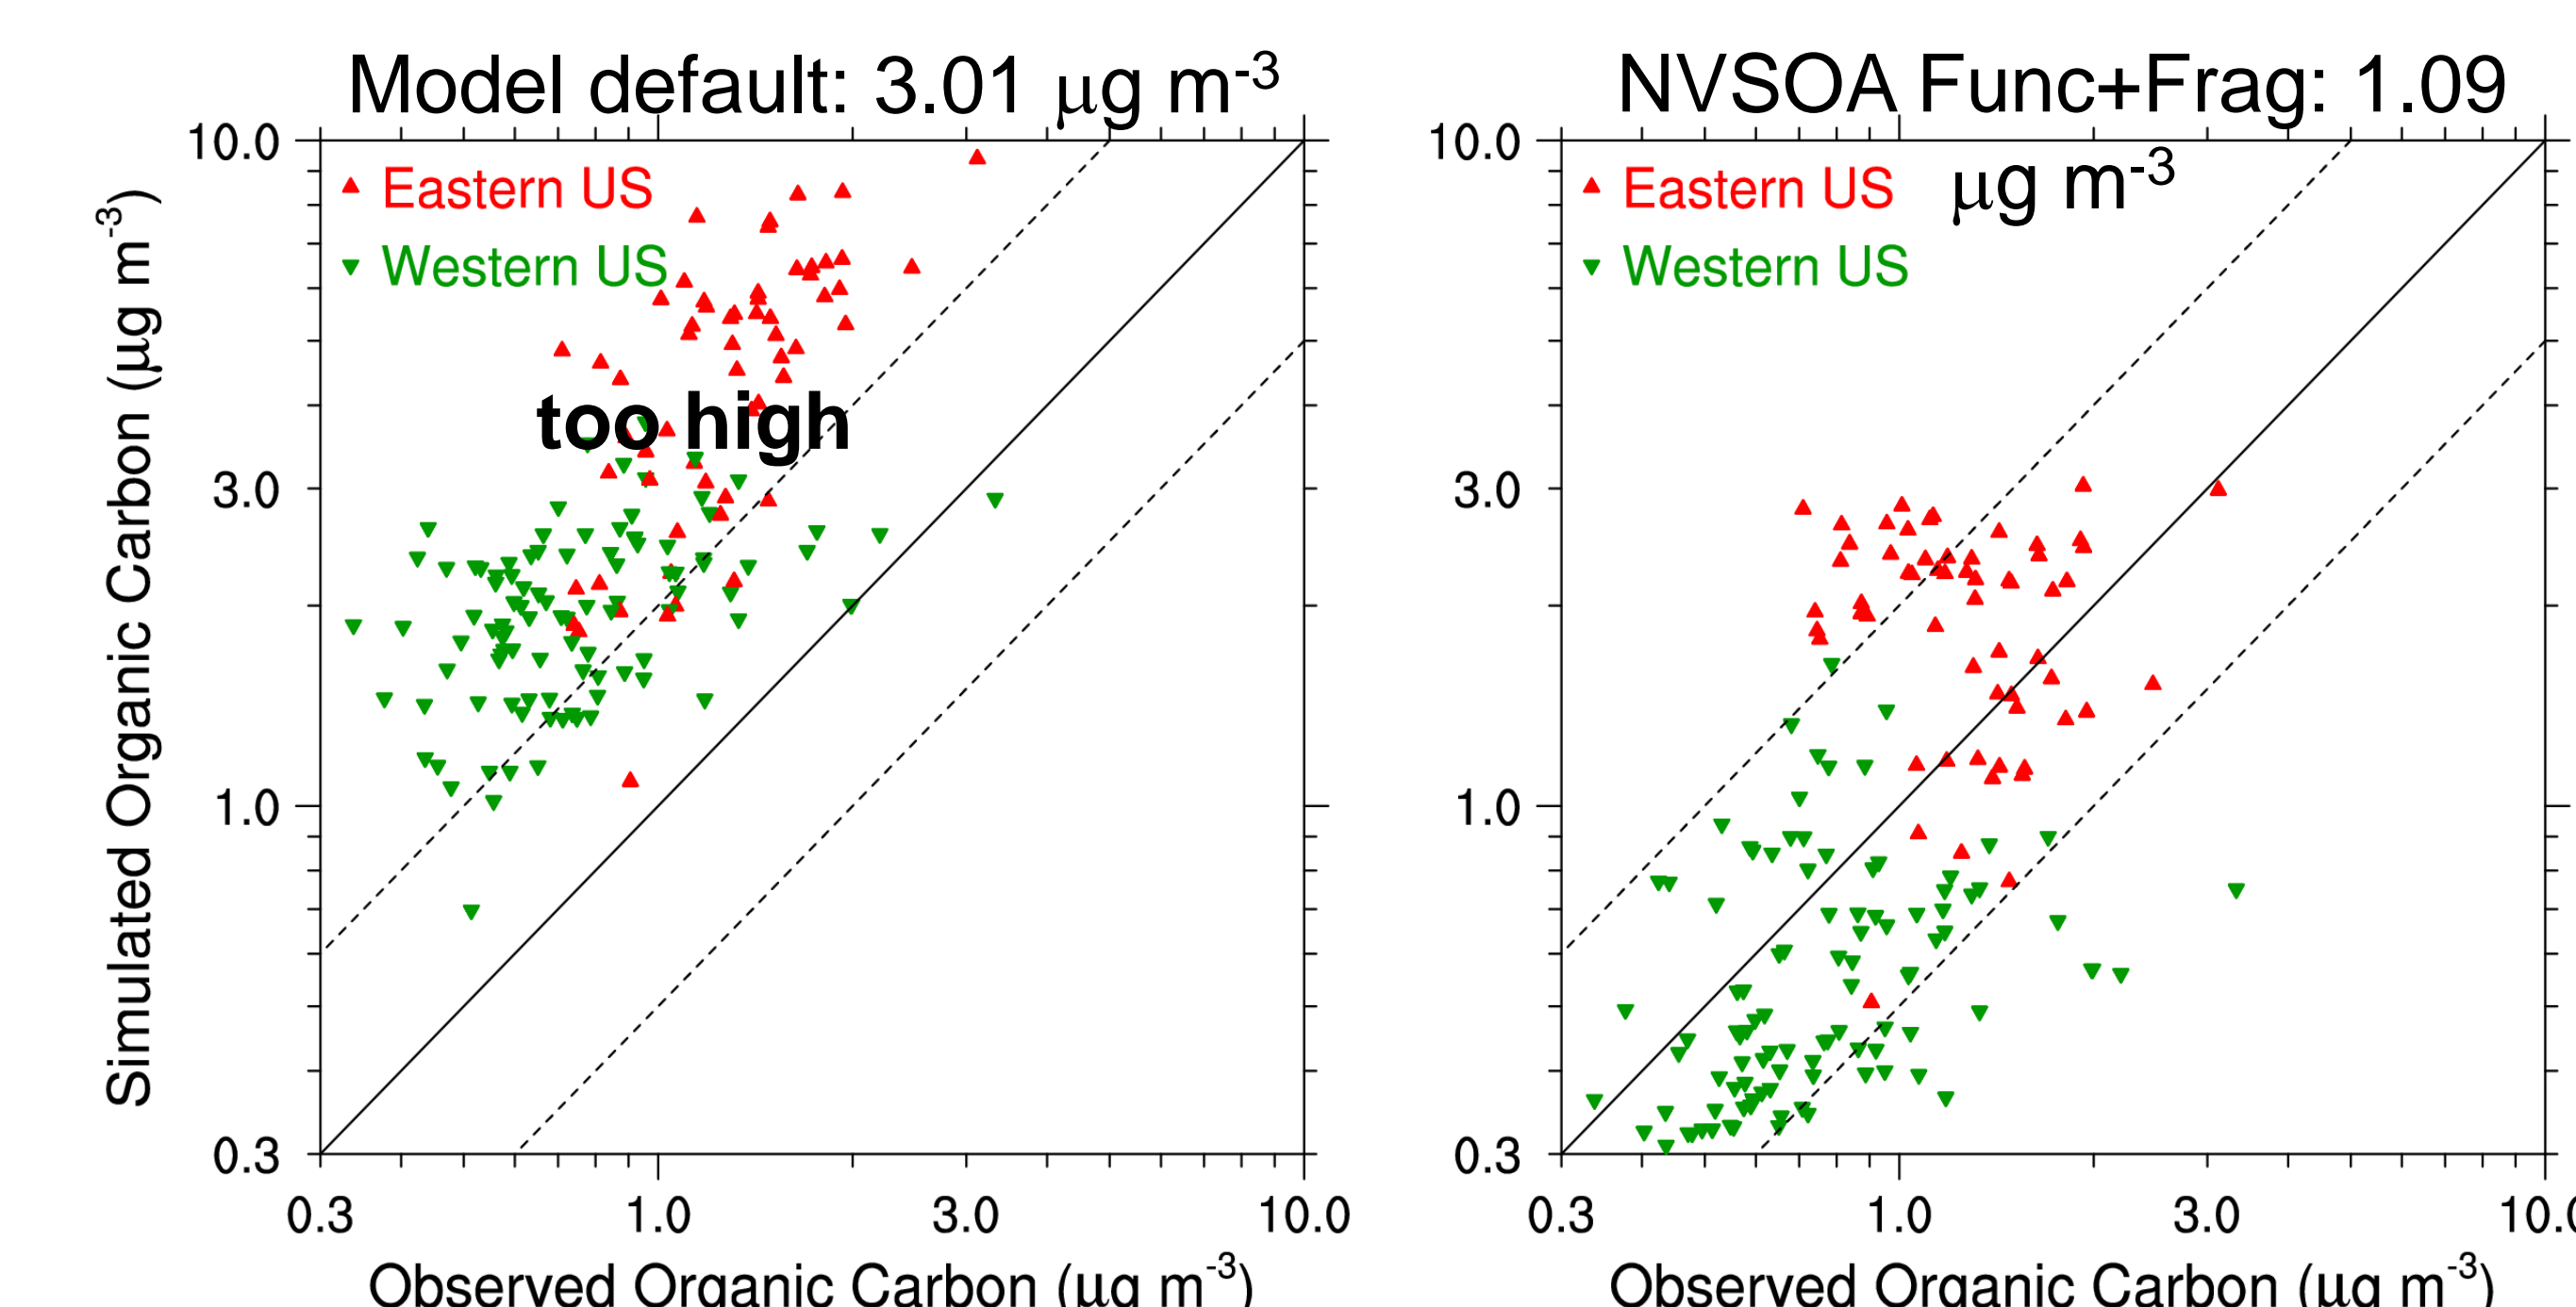 Model default: 3.01 μg m-3
NVSOA Func+Frag: 1.09
μg m-3
10.0
Eastern US
Western US
too high
3.0
1.0
0.3
Simulated Organic Carbon (μg m-3)
0.3 1.0 3.0 10.0
Observed Organic Carbon (μg m-3)
10.0
Eastern US
Western US
3.0
1.0
0.3
0.3 1.0 3.0 10.0
Observed Organic Carbon (μg m-3)